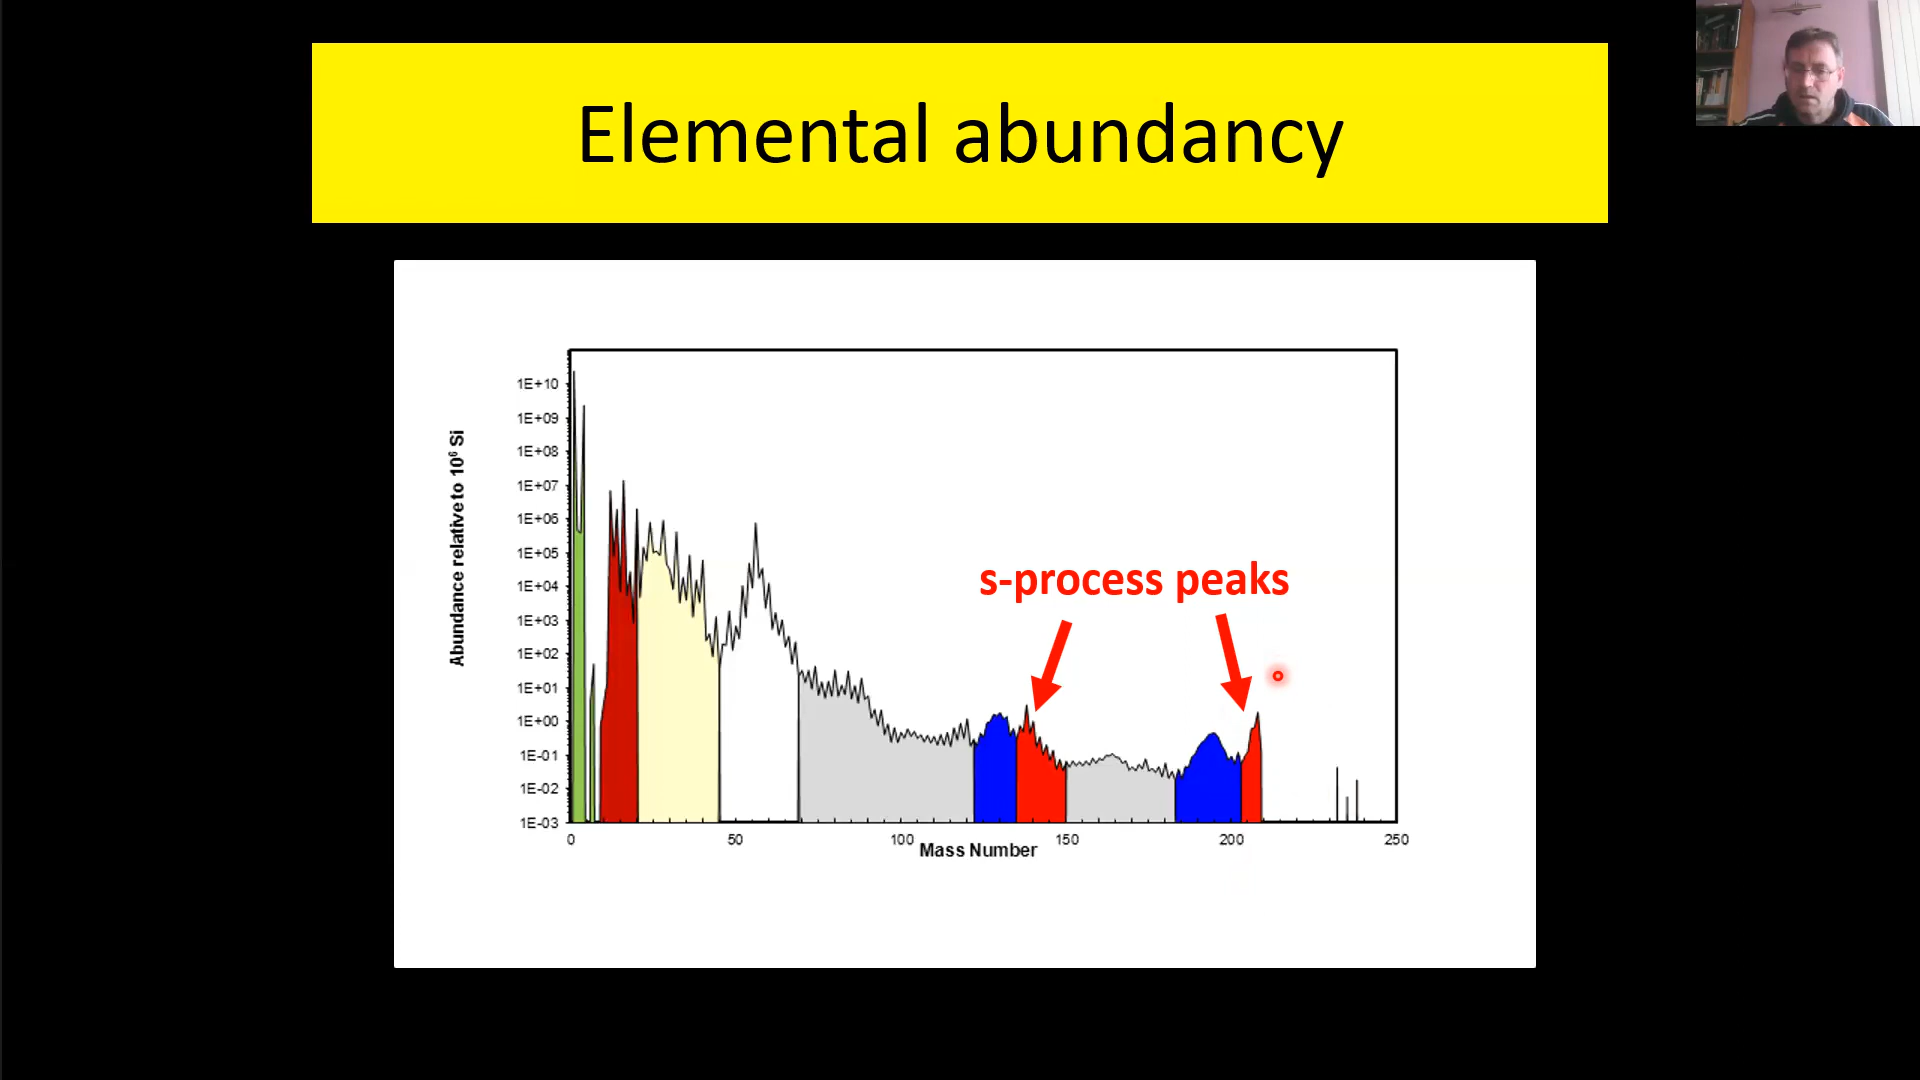 Elemental abundancy
Abundance relative to 10⁶ Si
1E+10
1E+09
1E+08
1E+07
1E+06
1E+05
1E+04
1E+03
1E+02
1E+01
1E+00
1E-01
1E-02
1E-03
s-process peaks
0 50 100 150 200 250
Mass Number